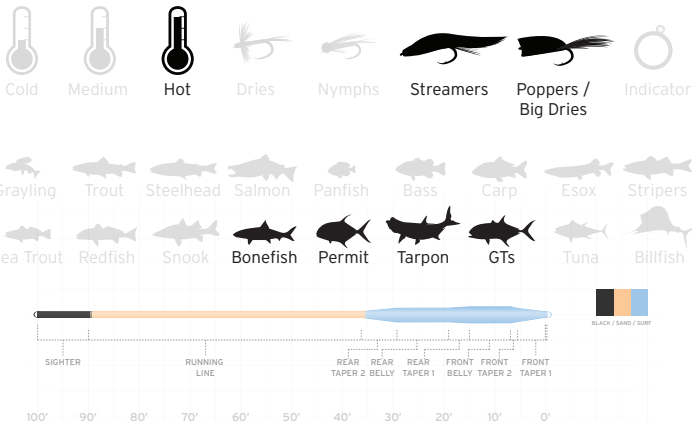 Cold Medium Hot Dries Nymphs Streamers Poppers / Indicator
Big Dries
Grayling Trout Steelhead Salmon Panfish Bass Carp Esox Stripers
ea Trout Redfish Snook Bonefish Permit Tarpon GTs Tuna Billfish
BLACK / SAND / SURF
SIGHTER RUNNING REAR REAR REAR FRONT FRONT FRONT
LINE TAPER 2 BELLY TAPER 1 BELLY TAPER 2 TAPER 1
100' 90' 80' 70' 60' 50' 40' 30' 20' 10' 0'